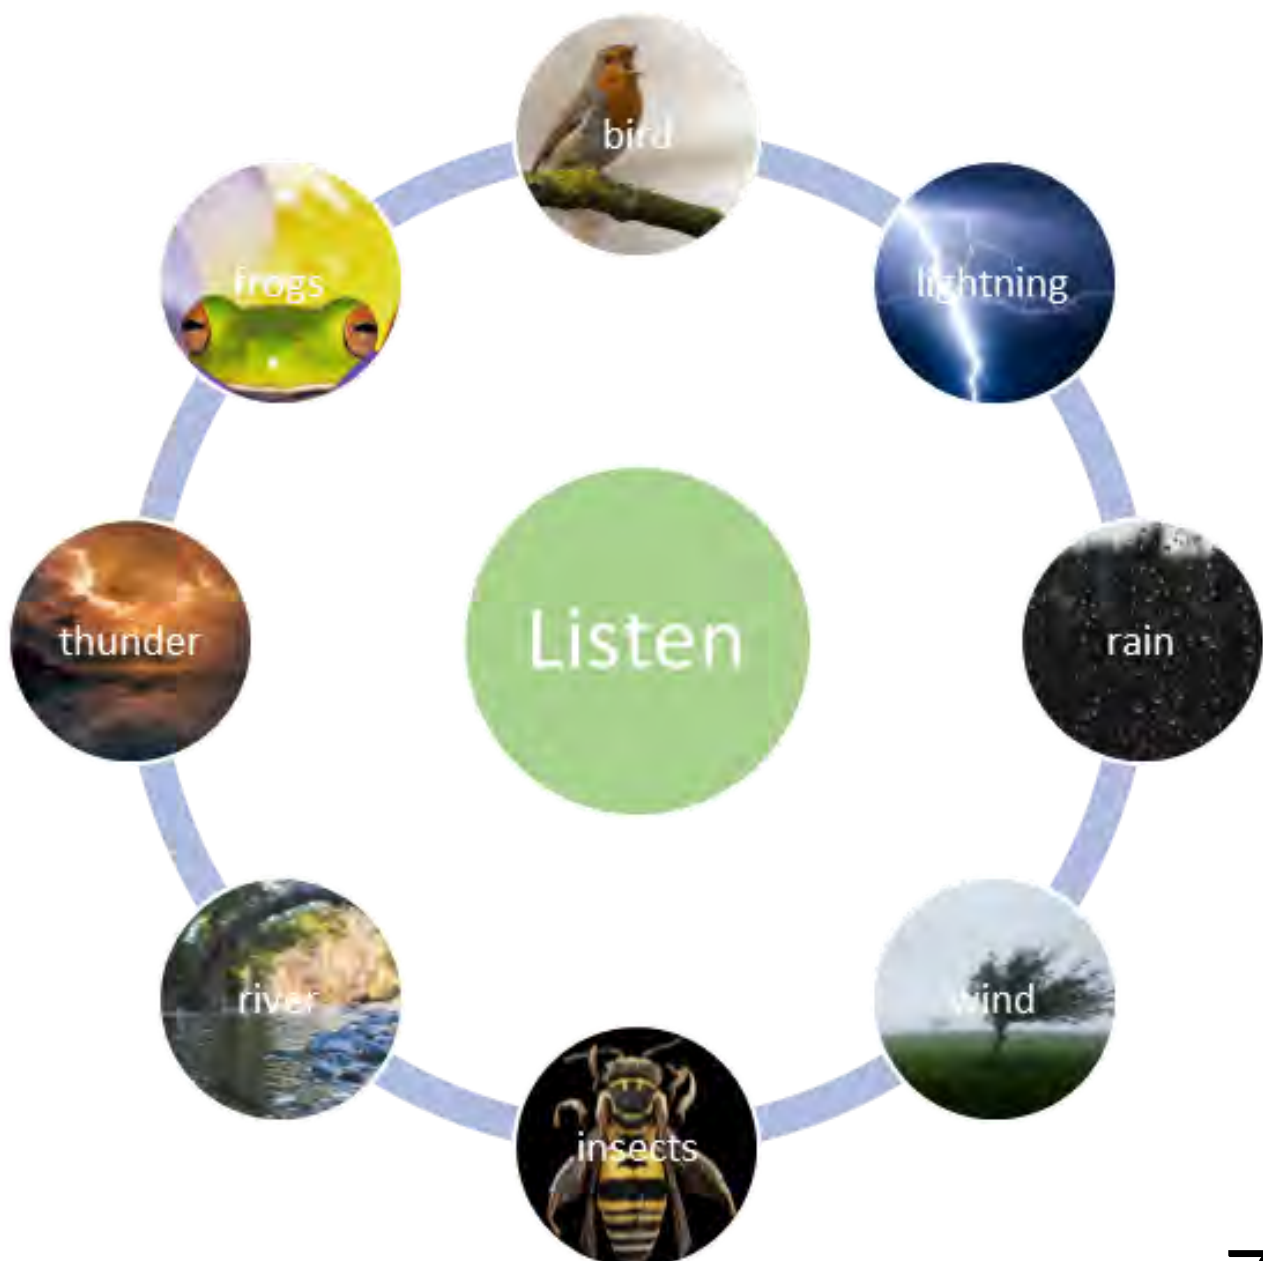 bird
lightning
rain
wind
insects
river
thunder
frogs
Listen